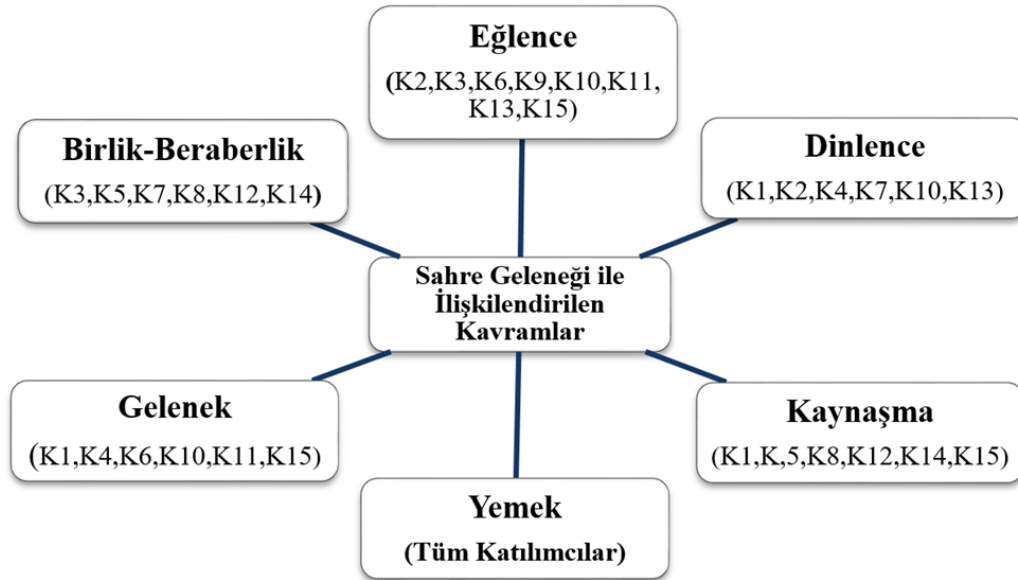 Eğlence
(K2,K3,K6,K9,K10,K11,
K13,K15)
Birlik-Beraberlik
(K3,K5,K7,K8,K12,K14)
Dinlence
(K1,K2,K4,K7,K10,K13)
Sahre Geleneği ile
İlişkilendirilen
Kavramlar
Gelenek
(K1,K4,K6,K10,K11,K15)
Kaynaşma
(K1,K,5,K8,K12,K14,K15)
Yemek
(Tüm Katılımcılar)